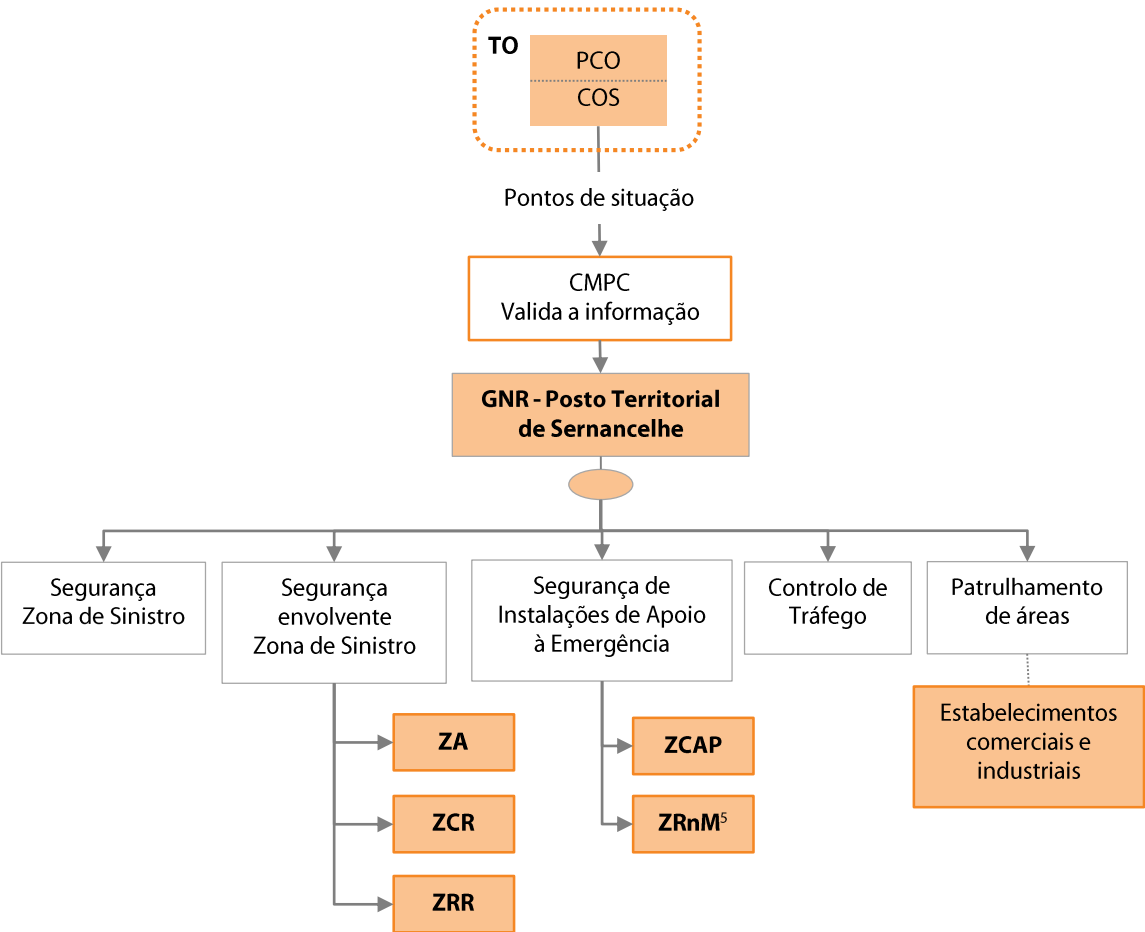 TO
PCO
COS
Pontos de situação
CMPC
Valida a informação
GNR - Posto Territorial
de Sernancelhe
Segurança
Zona de Sinistro
Segurança
envolvente
Zona de Sinistro
Segurança de
Instalações de Apoio
à Emergência
Controlo de
Tráfego
Patrulhamento
de áreas
ZA
ZCR
ZRR
ZCAP
ZRnM⁵
Estabelecimentos
comerciais e
industriais